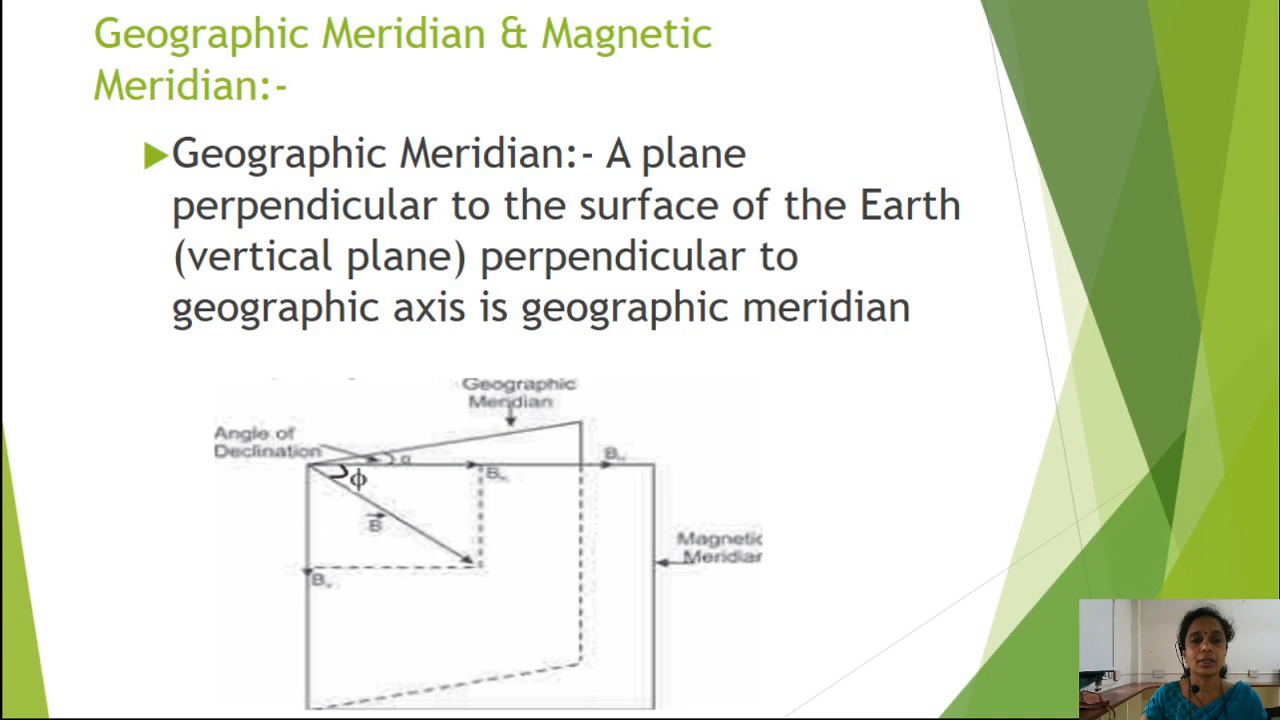 Geographic Meridian & Magnetic
Meridian:-
Geographic Meridian:- A plane
perpendicular to the surface of the Earth
(vertical plane) perpendicular to
geographic axis is geographic meridian
Geographic
Meridian
Angle of
Declination
α
B
ϕ
B
B
Magnetic
Meridian
B